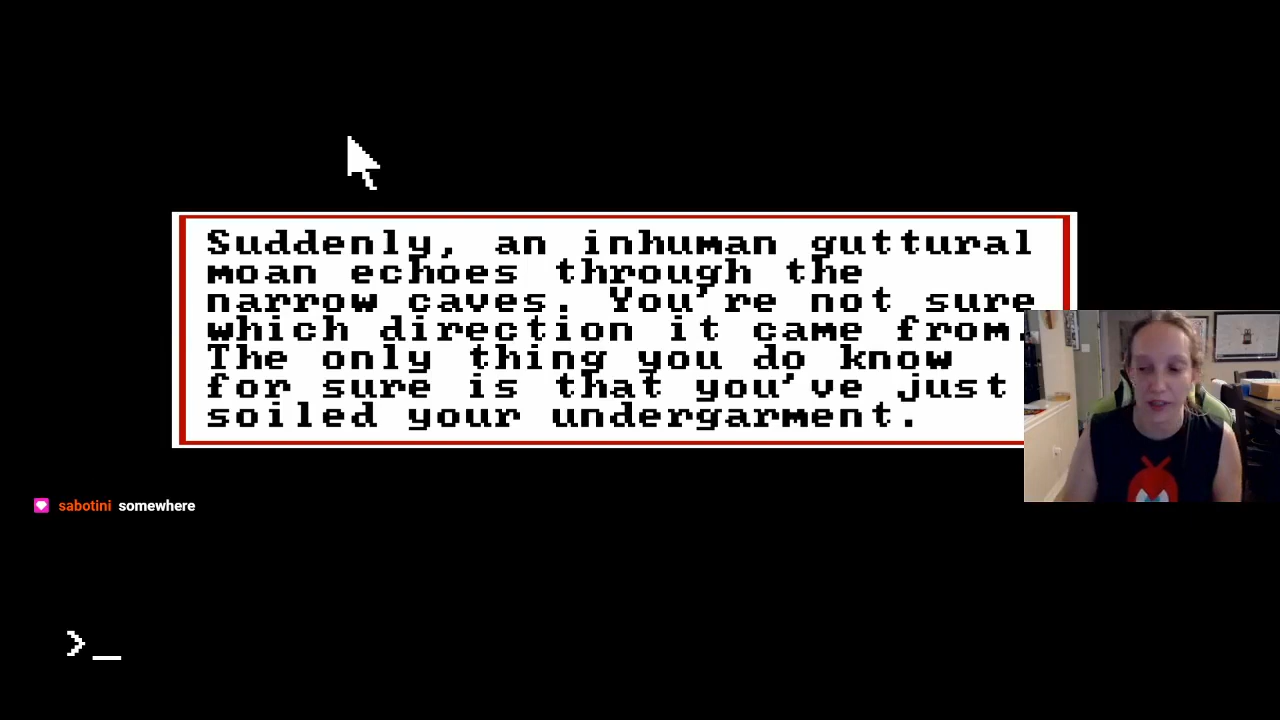 Suddenly, an inhuman guttural
moan echoes through the
narrow caves. You're not sure
which direction it came from.
The only thing you do know
for sure is that you've just
soiled your undergarment.
sabotini somewhere
>_